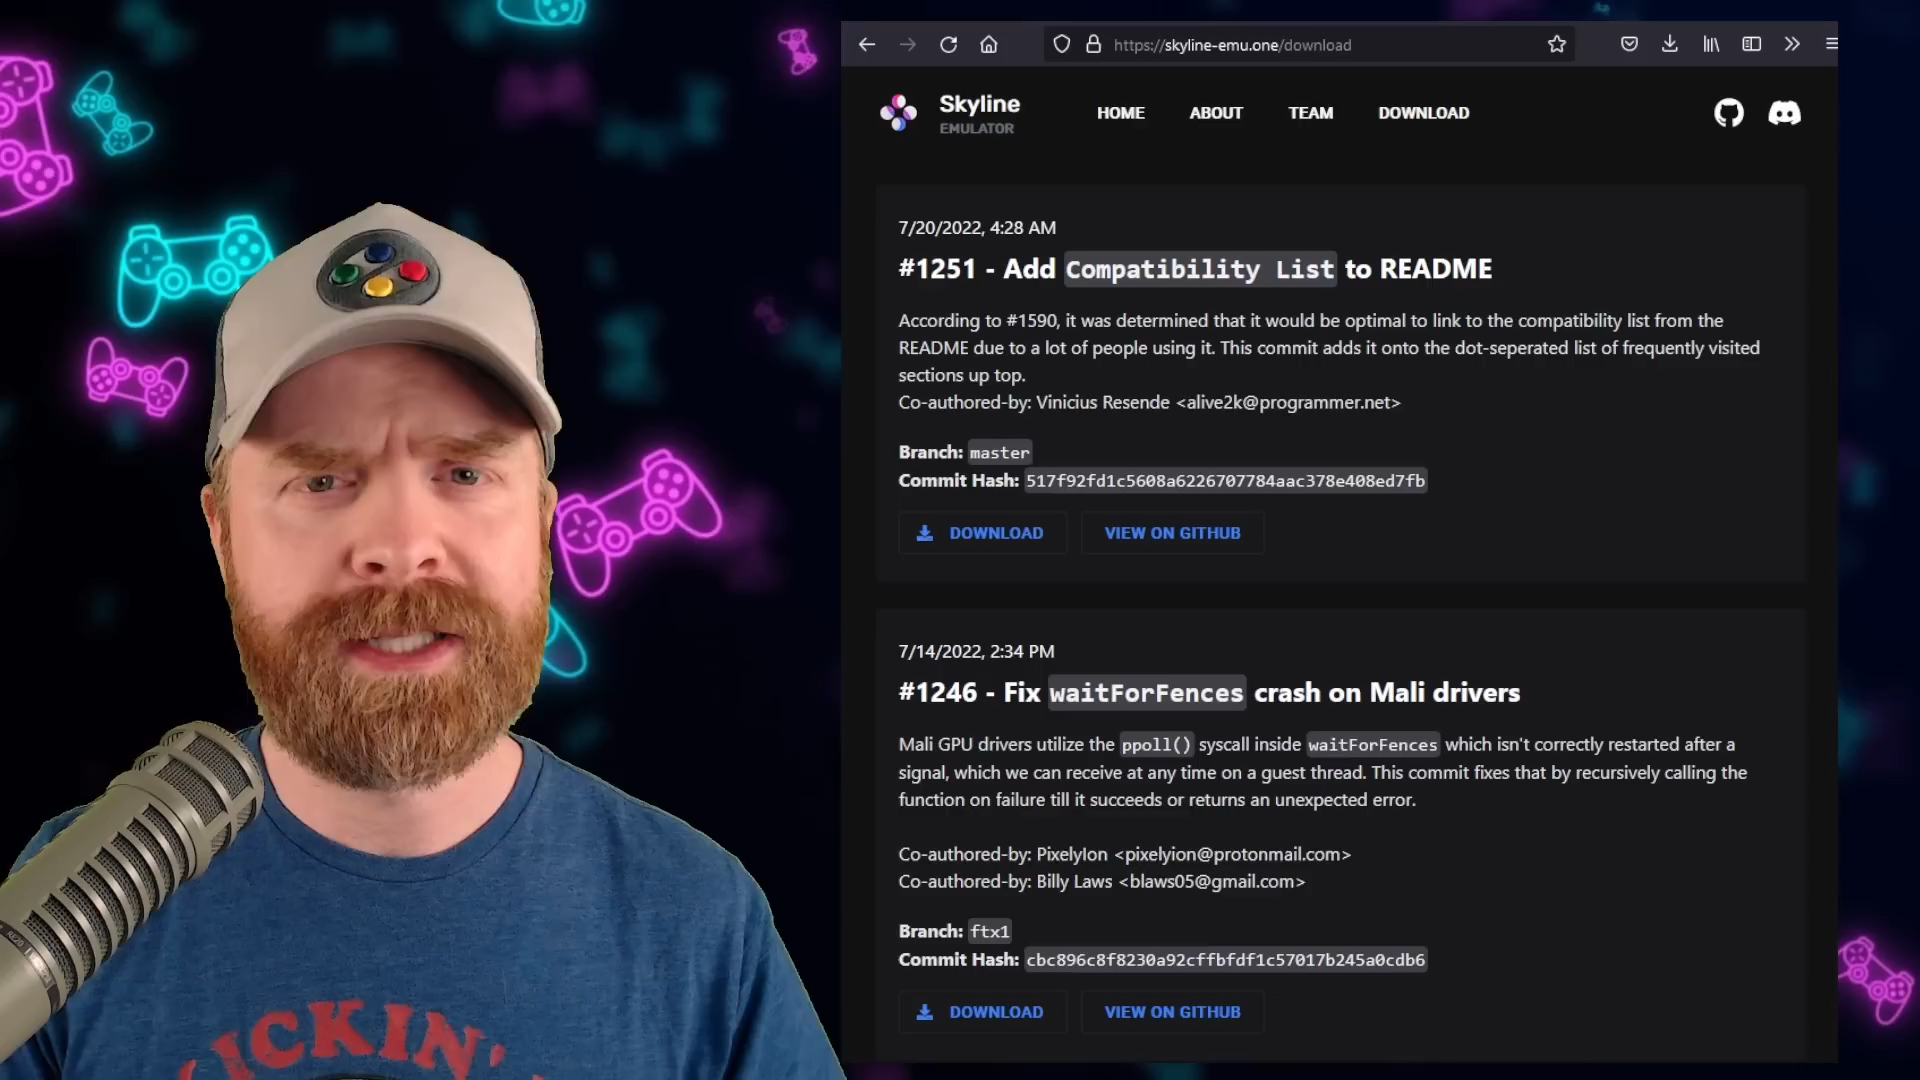 https://skyline-emu.one/download
Skyline
EMULATOR
HOME
ABOUT
TEAM
DOWNLOAD
7/20/2022, 4:28 AM
#1251 - Add Compatibility List to README
According to #1590, it was determined that it would be optimal to link to the compatibility list from the
README due to a lot of people using it. This commit adds it onto the dot-seperated list of frequently visited
sections up top.
Co-authored-by: Vinicius Resende <alive2k@programmer.net>
Branch: master
Commit Hash: 517f92fd1c5608a6226707784aac378e408ed7fb
DOWNLOAD
VIEW ON GITHUB
7/14/2022, 2:34 PM
#1246 - Fix waitForFences crash on Mali drivers
Mali GPU drivers utilize the ppoll() syscall inside waitForFences which isn't correctly restarted after a
signal, which we can receive at any time on a guest thread. This commit fixes that by recursively calling the
function on failure till it succeeds or returns an unexpected error.
Co-authored-by: PixelyIon <pixelyion@protonmail.com>
Co-authored-by: Billy Laws <blaws05@gmail.com>
Branch: ftx1
Commit Hash: cbc896c8f8230a92cffbfdf1c57017b245a0cdb6
DOWNLOAD
VIEW ON GITHUB
RE20
ICKIN'